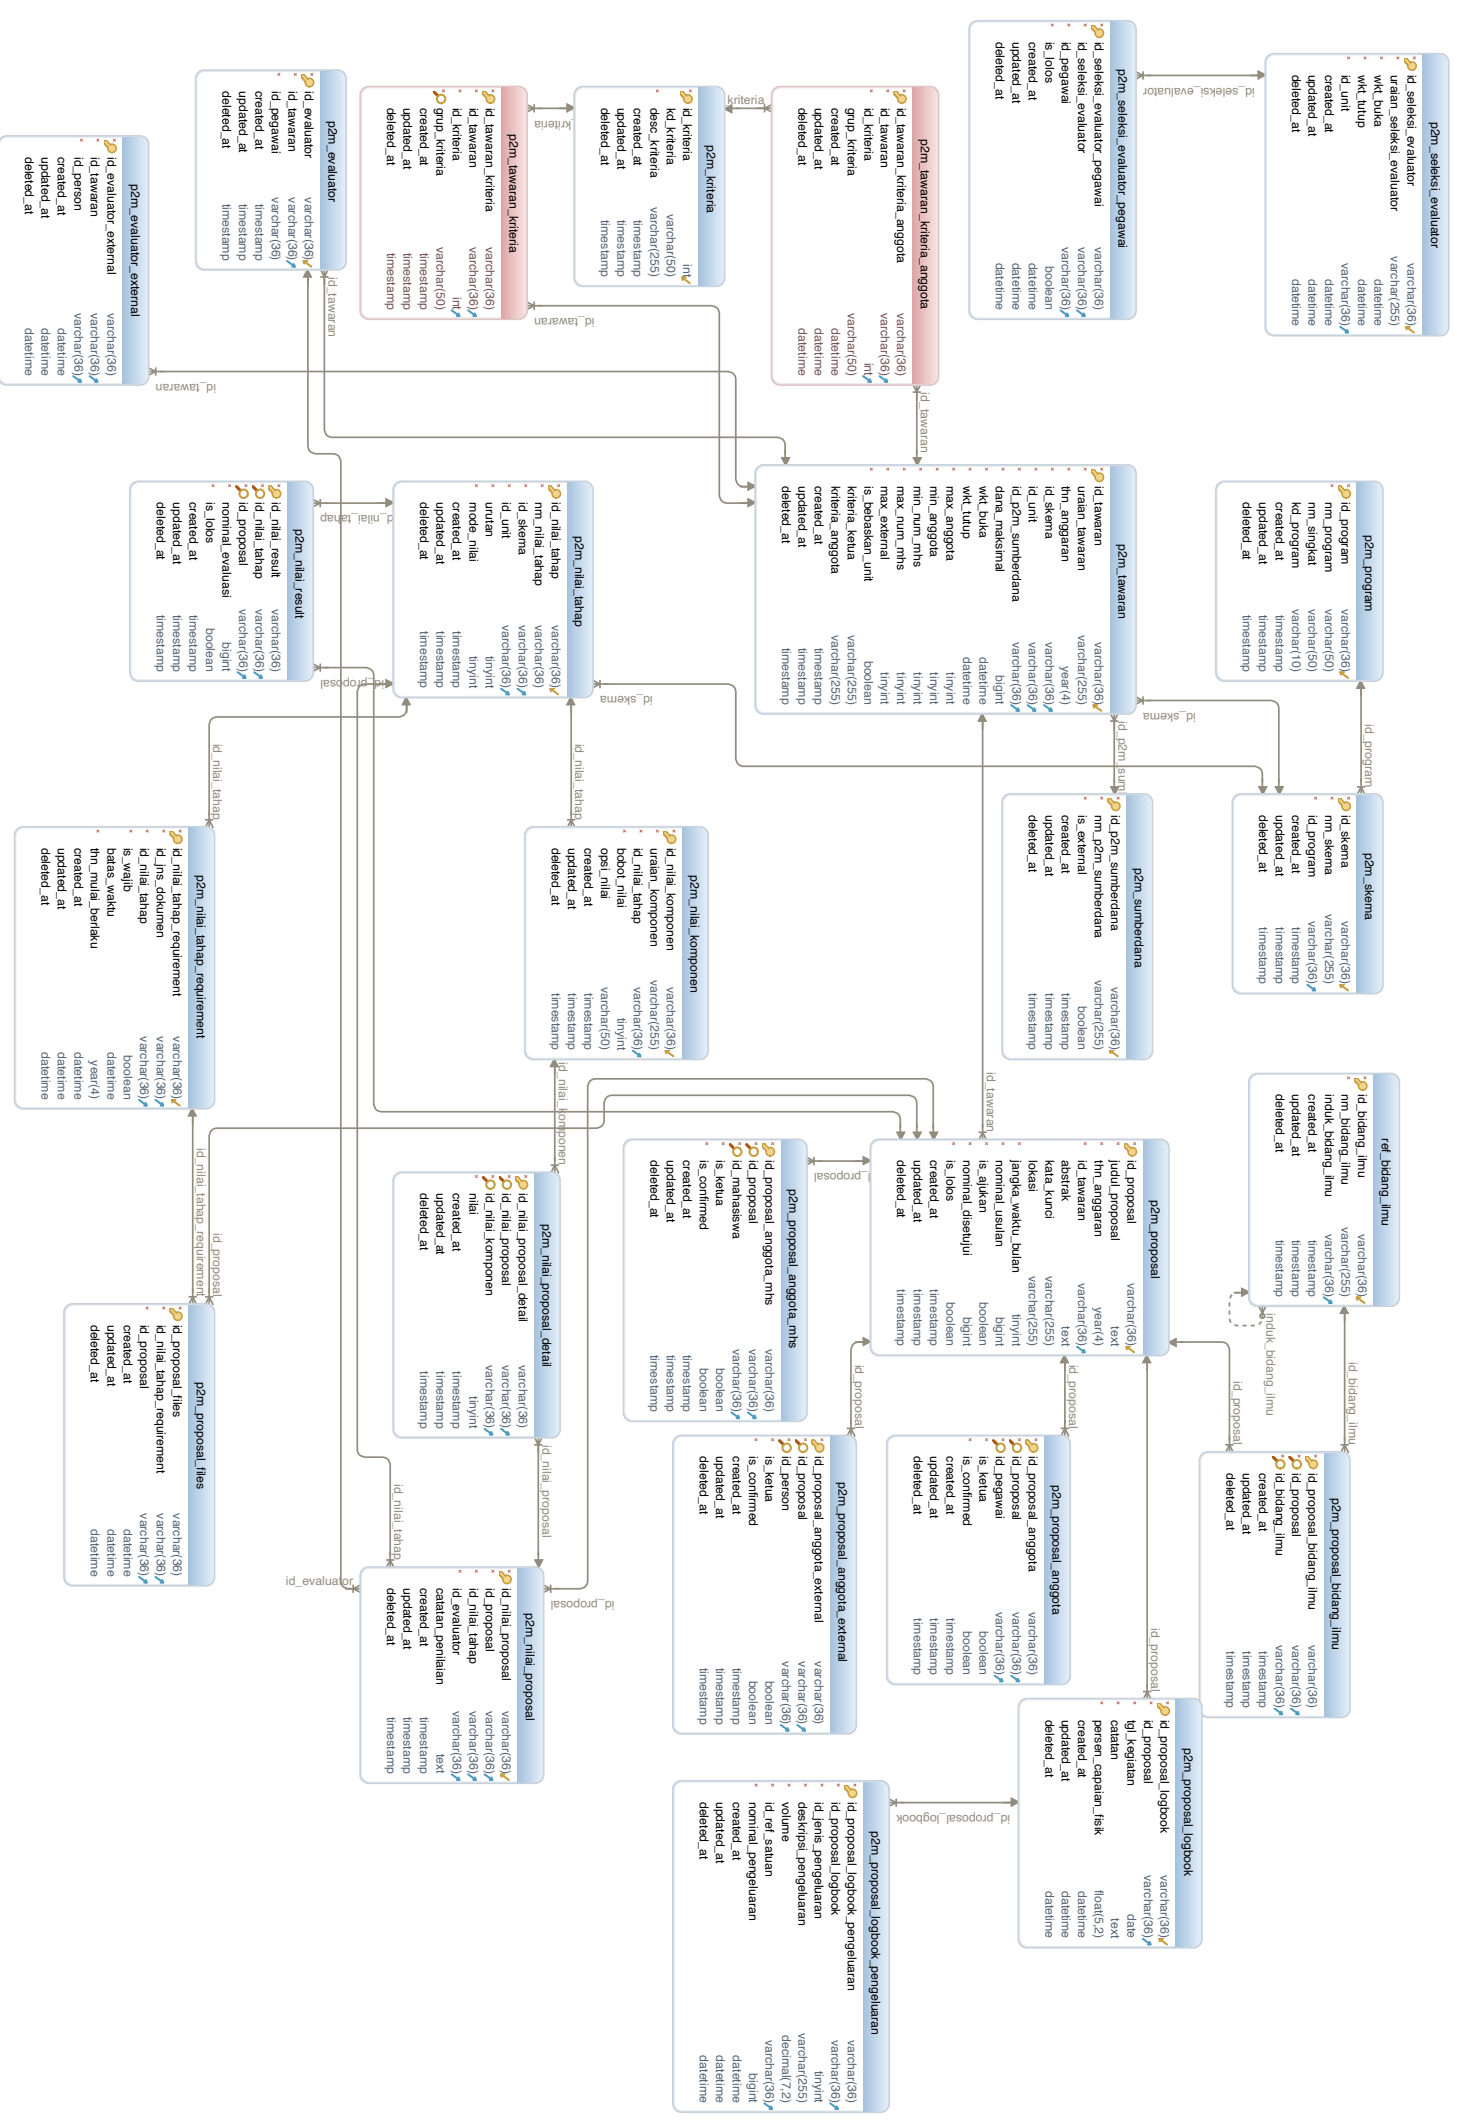 p2m_seleksi_evaluator
id_seleksi_evaluator varchar(36)
uraian_seleksi_evaluator varchar(255)
wkt_buka datetime
wkt_tutup datetime
id_unit varchar(36)
created_at datetime
updated_at datetime
deleted_at datetime
id_seleksi_evaluator
p2m_seleksi_evaluator_pegawai
id_seleksi_evaluator_pegawai varchar(36)
id_seleksi_evaluator varchar(36)
id_pegawai varchar(36)
is_lolos boolean
created_at datetime
updated_at datetime
deleted_at datetime
p2m_tawaran_kriteria_anggota
id_tawaran_kriteria_anggota varchar(36)
id_tawaran varchar(36)
id_kriteria int
grup_kriteria varchar(50)
created_at datetime
updated_at datetime
deleted_at datetime
kriteria
id_tawaran
p2m_kriteria
id_kriteria int
kd_kriteria varchar(50)
desc_kriteria varchar(255)
created_at timestamp
updated_at timestamp
deleted_at timestamp
kriteria
p2m_tawaran_kriteria
id_tawaran_kriteria varchar(36)
id_tawaran varchar(36)
id_kriteria int
grup_kriteria varchar(50)
created_at timestamp
updated_at timestamp
deleted_at timestamp
id_tawaran
p2m_evaluator
id_evaluator varchar(36)
id_tawaran varchar(36)
id_pegawai varchar(36)
created_at timestamp
updated_at timestamp
deleted_at timestamp
id_tawaran
p2m_evaluator_external
id_evaluator_external varchar(36)
id_tawaran varchar(36)
id_person varchar(36)
created_at datetime
updated_at datetime
deleted_at datetime
id_tawaran
p2m_program
id_program varchar(36)
nm_program varchar(50)
nm_singkat varchar(50)
kd_program varchar(10)
created_at timestamp
updated_at timestamp
deleted_at timestamp
id_program
p2m_tawaran
id_tawaran varchar(36)
uraian_tawaran varchar(255)
thn_anggaran year(4)
id_skema varchar(36)
id_unit varchar(36)
id_p2m_sumberdana varchar(36)
dana_maksimal bigint
wkt_buka datetime
wkt_tutup datetime
max_anggota tinyint
min_anggota tinyint
min_num_mhs tinyint
max_num_mhs tinyint
max_external tinyint
is_bebaskan_unit boolean
kriteria_ketua varchar(255)
kriteria_anggota varchar(255)
created_at timestamp
updated_at timestamp
deleted_at timestamp
id_skema
id_p2m_sum
p2m_nilai_tahap
id_nilai_tahap varchar(36)
nm_nilai_tahap varchar(36)
id_skema varchar(36)
id_unit varchar(36)
urutan tinyint
mode_nilai tinyint
created_at timestamp
updated_at timestamp
deleted_at timestamp
id_skema
id_nilai_tahap
p2m_nilai_result
id_nilai_result varchar(36)
id_nilai_tahap varchar(36)
id_proposal varchar(36)
nominal_evaluasi bigint
is_lolos boolean
created_at timestamp
updated_at timestamp
deleted_at timestamp
id_proposal
p2m_skema
id_skema varchar(36)
nm_skema varchar(255)
id_program varchar(36)
created_at timestamp
updated_at timestamp
deleted_at timestamp
p2m_sumberdana
id_p2m_sumberdana varchar(36)
nm_p2m_sumberdana varchar(255)
is_external boolean
created_at timestamp
updated_at timestamp
deleted_at timestamp
id_nilai_tahap
p2m_nilai_komponen
id_nilai_komponen varchar(36)
uraian_komponen varchar(255)
id_nilai_tahap varchar(36)
bobot_nilai tinyint
opsi_nilai varchar(50)
created_at timestamp
updated_at timestamp
deleted_at timestamp
id_nilai_komponen
id_nilai_tahap
p2m_nilai_tahap_requirement
id_nilai_tahap_requirement varchar(36)
id_jns_dokumen varchar(36)
id_nilai_tahap varchar(36)
is_wajib boolean
batas_waktu datetime
thn_mulai_berlaku year(4)
created_at datetime
updated_at datetime
deleted_at datetime
id_nilai_tahap_requirement
id_proposal
ref_bidang_ilmu
id_bidang_ilmu varchar(36)
nm_bidang_ilmu varchar(255)
induk_bidang_ilmu varchar(36)
created_at timestamp
updated_at timestamp
deleted_at timestamp
induk_bidang_ilmu
id_bidang_ilmu
id_tawaran
p2m_proposal
id_proposal varchar(36)
judul_proposal text
thn_anggaran year(4)
id_tawaran varchar(36)
abstrak text
kata_kunci varchar(255)
lokasi varchar(255)
jangka_waktu_bulan tinyint
nominal_usulan bigint
is_ajukan boolean
nominal_disetujui bigint
is_lolos boolean
created_at timestamp
updated_at timestamp
deleted_at timestamp
id_proposal
id_proposal
id_proposal
id_proposal
id_proposal
p2m_proposal_anggota_mhs
id_proposal_anggota_mhs varchar(36)
id_proposal varchar(36)
id_mahasiswa varchar(36)
is_ketua boolean
is_confirmed boolean
created_at timestamp
updated_at timestamp
deleted_at timestamp
p2m_nilai_proposal_detail
id_nilai_proposal_detail varchar(36)
id_nilai_proposal varchar(36)
id_nilai_komponen varchar(36)
nilai tinyint
created_at timestamp
updated_at timestamp
deleted_at timestamp
id_nilai_proposal
id_nilai_tahap
p2m_proposal_files
id_proposal_files varchar(36)
id_nilai_tahap_requirement varchar(36)
id_proposal varchar(36)
created_at datetime
updated_at datetime
deleted_at datetime
p2m_proposal_bidang_ilmu
id_proposal_bidang_ilmu varchar(36)
id_proposal varchar(36)
id_bidang_ilmu varchar(36)
created_at timestamp
updated_at timestamp
deleted_at timestamp
p2m_proposal_anggota
id_proposal_anggota varchar(36)
id_proposal varchar(36)
id_pegawai varchar(36)
is_ketua boolean
is_confirmed boolean
created_at timestamp
updated_at timestamp
deleted_at timestamp
p2m_proposal_anggota_external
id_proposal_anggota_external varchar(36)
id_proposal varchar(36)
id_person varchar(36)
is_ketua boolean
is_confirmed boolean
created_at timestamp
updated_at timestamp
deleted_at timestamp
id_proposal
p2m_nilai_proposal
id_nilai_proposal varchar(36)
id_proposal varchar(36)
id_nilai_tahap varchar(36)
id_evaluator varchar(36)
catatan_penilaian text
created_at timestamp
updated_at timestamp
deleted_at timestamp
id_evaluator
p2m_proposal_logbook
id_proposal_logbook varchar(36)
id_proposal varchar(36)
tgl_kegiatan date
catatan text
persen_capaian_fisik float(5,2)
created_at datetime
updated_at datetime
deleted_at datetime
id_proposal_logbook
p2m_proposal_logbook_pengeluaran
id_proposal_logbook_pengeluaran varchar(36)
id_proposal_logbook varchar(36)
id_jenis_pengeluaran tinyint
deskripsi_pengeluaran varchar(255)
volume decimal(7,2)
id_ref_satuan varchar(36)
nominal_pengeluaran bigint
created_at datetime
updated_at datetime
deleted_at datetime